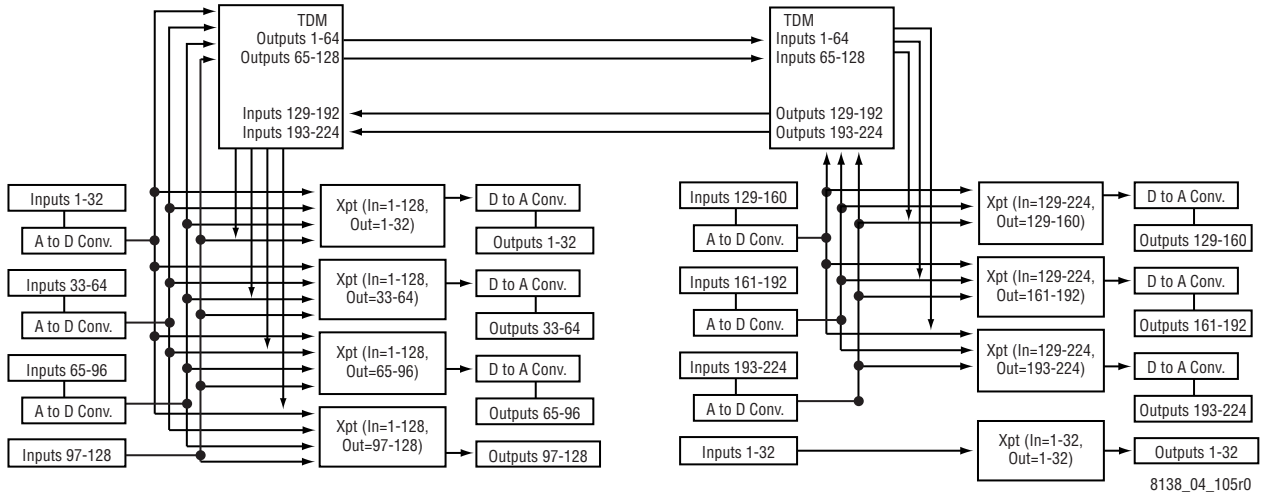 TDM
Outputs 1-64
Outputs 65-128
Inputs 129-192
Inputs 193-224
TDM
Inputs 1-64
Inputs 65-128
Outputs 129-192
Outputs 193-224
Inputs 1-32
A to D Conv.
Inputs 33-64
A to D Conv.
Inputs 65-96
A to D Conv.
Inputs 97-128
Xpt (In=1-128,
Out=1-32)
Xpt (In=1-128,
Out=33-64)
Xpt (In=1-128,
Out=65-96)
Xpt (In=1-128,
Out=97-128)
D to A Conv.
Outputs 1-32
D to A Conv.
Outputs 33-64
D to A Conv.
Outputs 65-96
Outputs 97-128
Inputs 129-160
A to D Conv.
Inputs 161-192
A to D Conv.
Inputs 193-224
A to D Conv.
Inputs 1-32
Xpt (In=129-224,
Out=129-160)
Xpt (In=129-224,
Out=161-192)
Xpt (In=129-224,
Out=193-224)
Xpt (In=1-32,
Out=1-32)
D to A Conv.
Outputs 129-160
D to A Conv.
Outputs 161-192
D to A Conv.
Outputs 193-224
Outputs 1-32
8138_04_105r0